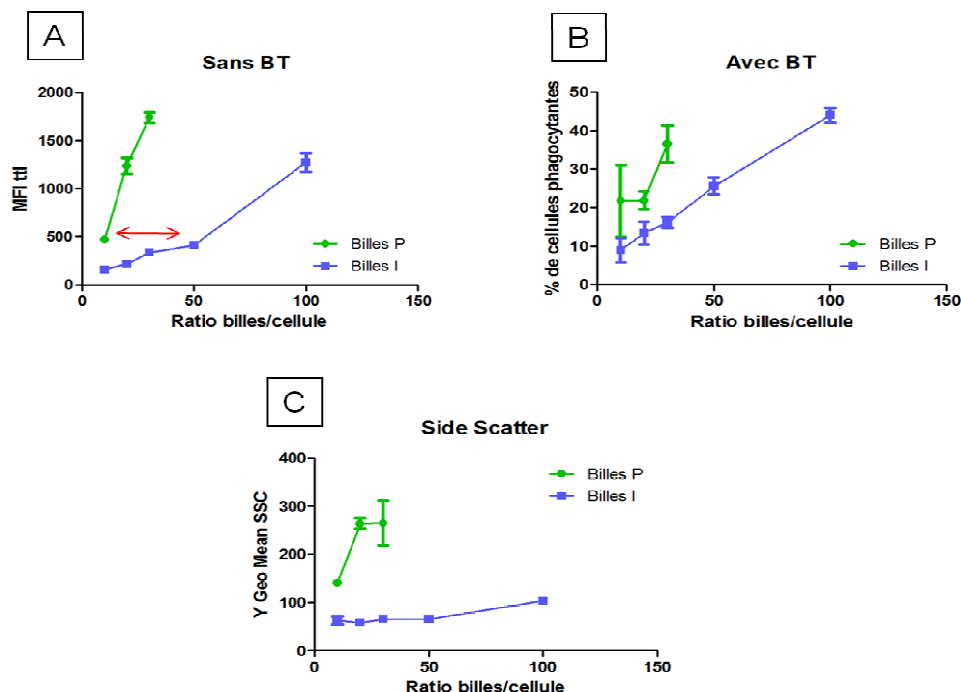 A
Sans BT
MFI ttl
2000
1500
1000
500
0
0 50 100 150
Ratio billes/cellule
Billes P
Billes I
B
Avec BT
% de cellules phagocytantes
50
40
30
20
10
0
0 50 100 150
Ratio billes/cellule
Billes P
Billes I
C
Side Scatter
Y Geo Mean SSC
400
300
200
100
0
0 50 100 150
Ratio billes/cellule
Billes P
Billes I